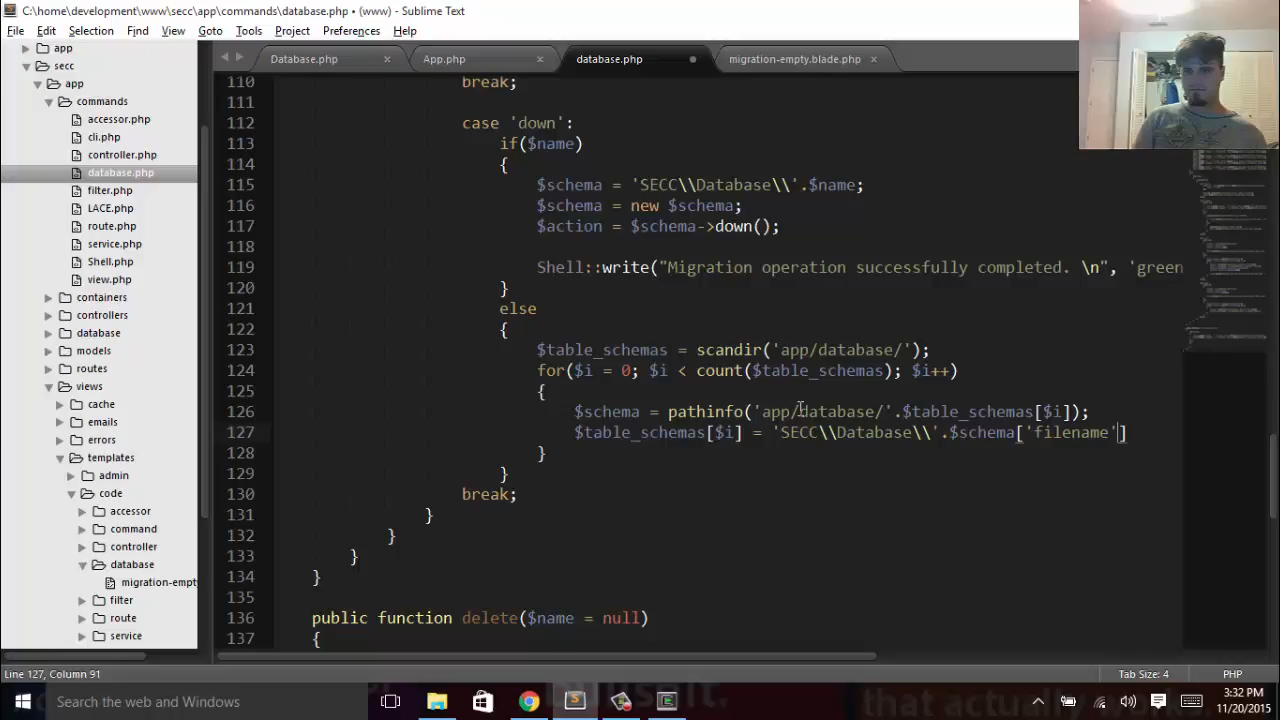 C:\home\development\www\secc\app\commands\database.php • (www) - Sublime Text
File Edit Selection Find View Goto Tools Project Preferences Help
Database.php × App.php × database.php migration-empty.blade.php ×
app
secc
app
commands
accessor.php
cli.php
controller.php
database.php
filter.php
LACE.php
route.php
service.php
Shell.php
view.php
containers
controllers
database
models
routes
views
cache
emails
errors
templates
admin
code
accessor
command
controller
database
migration-empt
filter
route
service
110 break;
111
112 case 'down':
113 if($name)
114 {
115 $schema = 'SECC\\Database\\'.$name;
116 $schema = new $schema;
117 $action = $schema->down();
118
119 Shell::write("Migration operation successfully completed. \n", 'green
120 }
121 else
122 {
123 $table_schemas = scandir('app/database/');
124 for($i = 0; $i < count($table_schemas); $i++)
125 {
126 $schema = pathinfo('app/database/'.$table_schemas[$i]);
127 $table_schemas[$i] = 'SECC\\Database\\'.$schema['filename']
128 }
129 }
130 break;
131 }
132 }
133 }
134 }
135
136 public function delete($name = null)
137 {
Line 127, Column 91 Tab Size: 4 PHP
Search the web and Windows
3:32 PM
11/20/2015